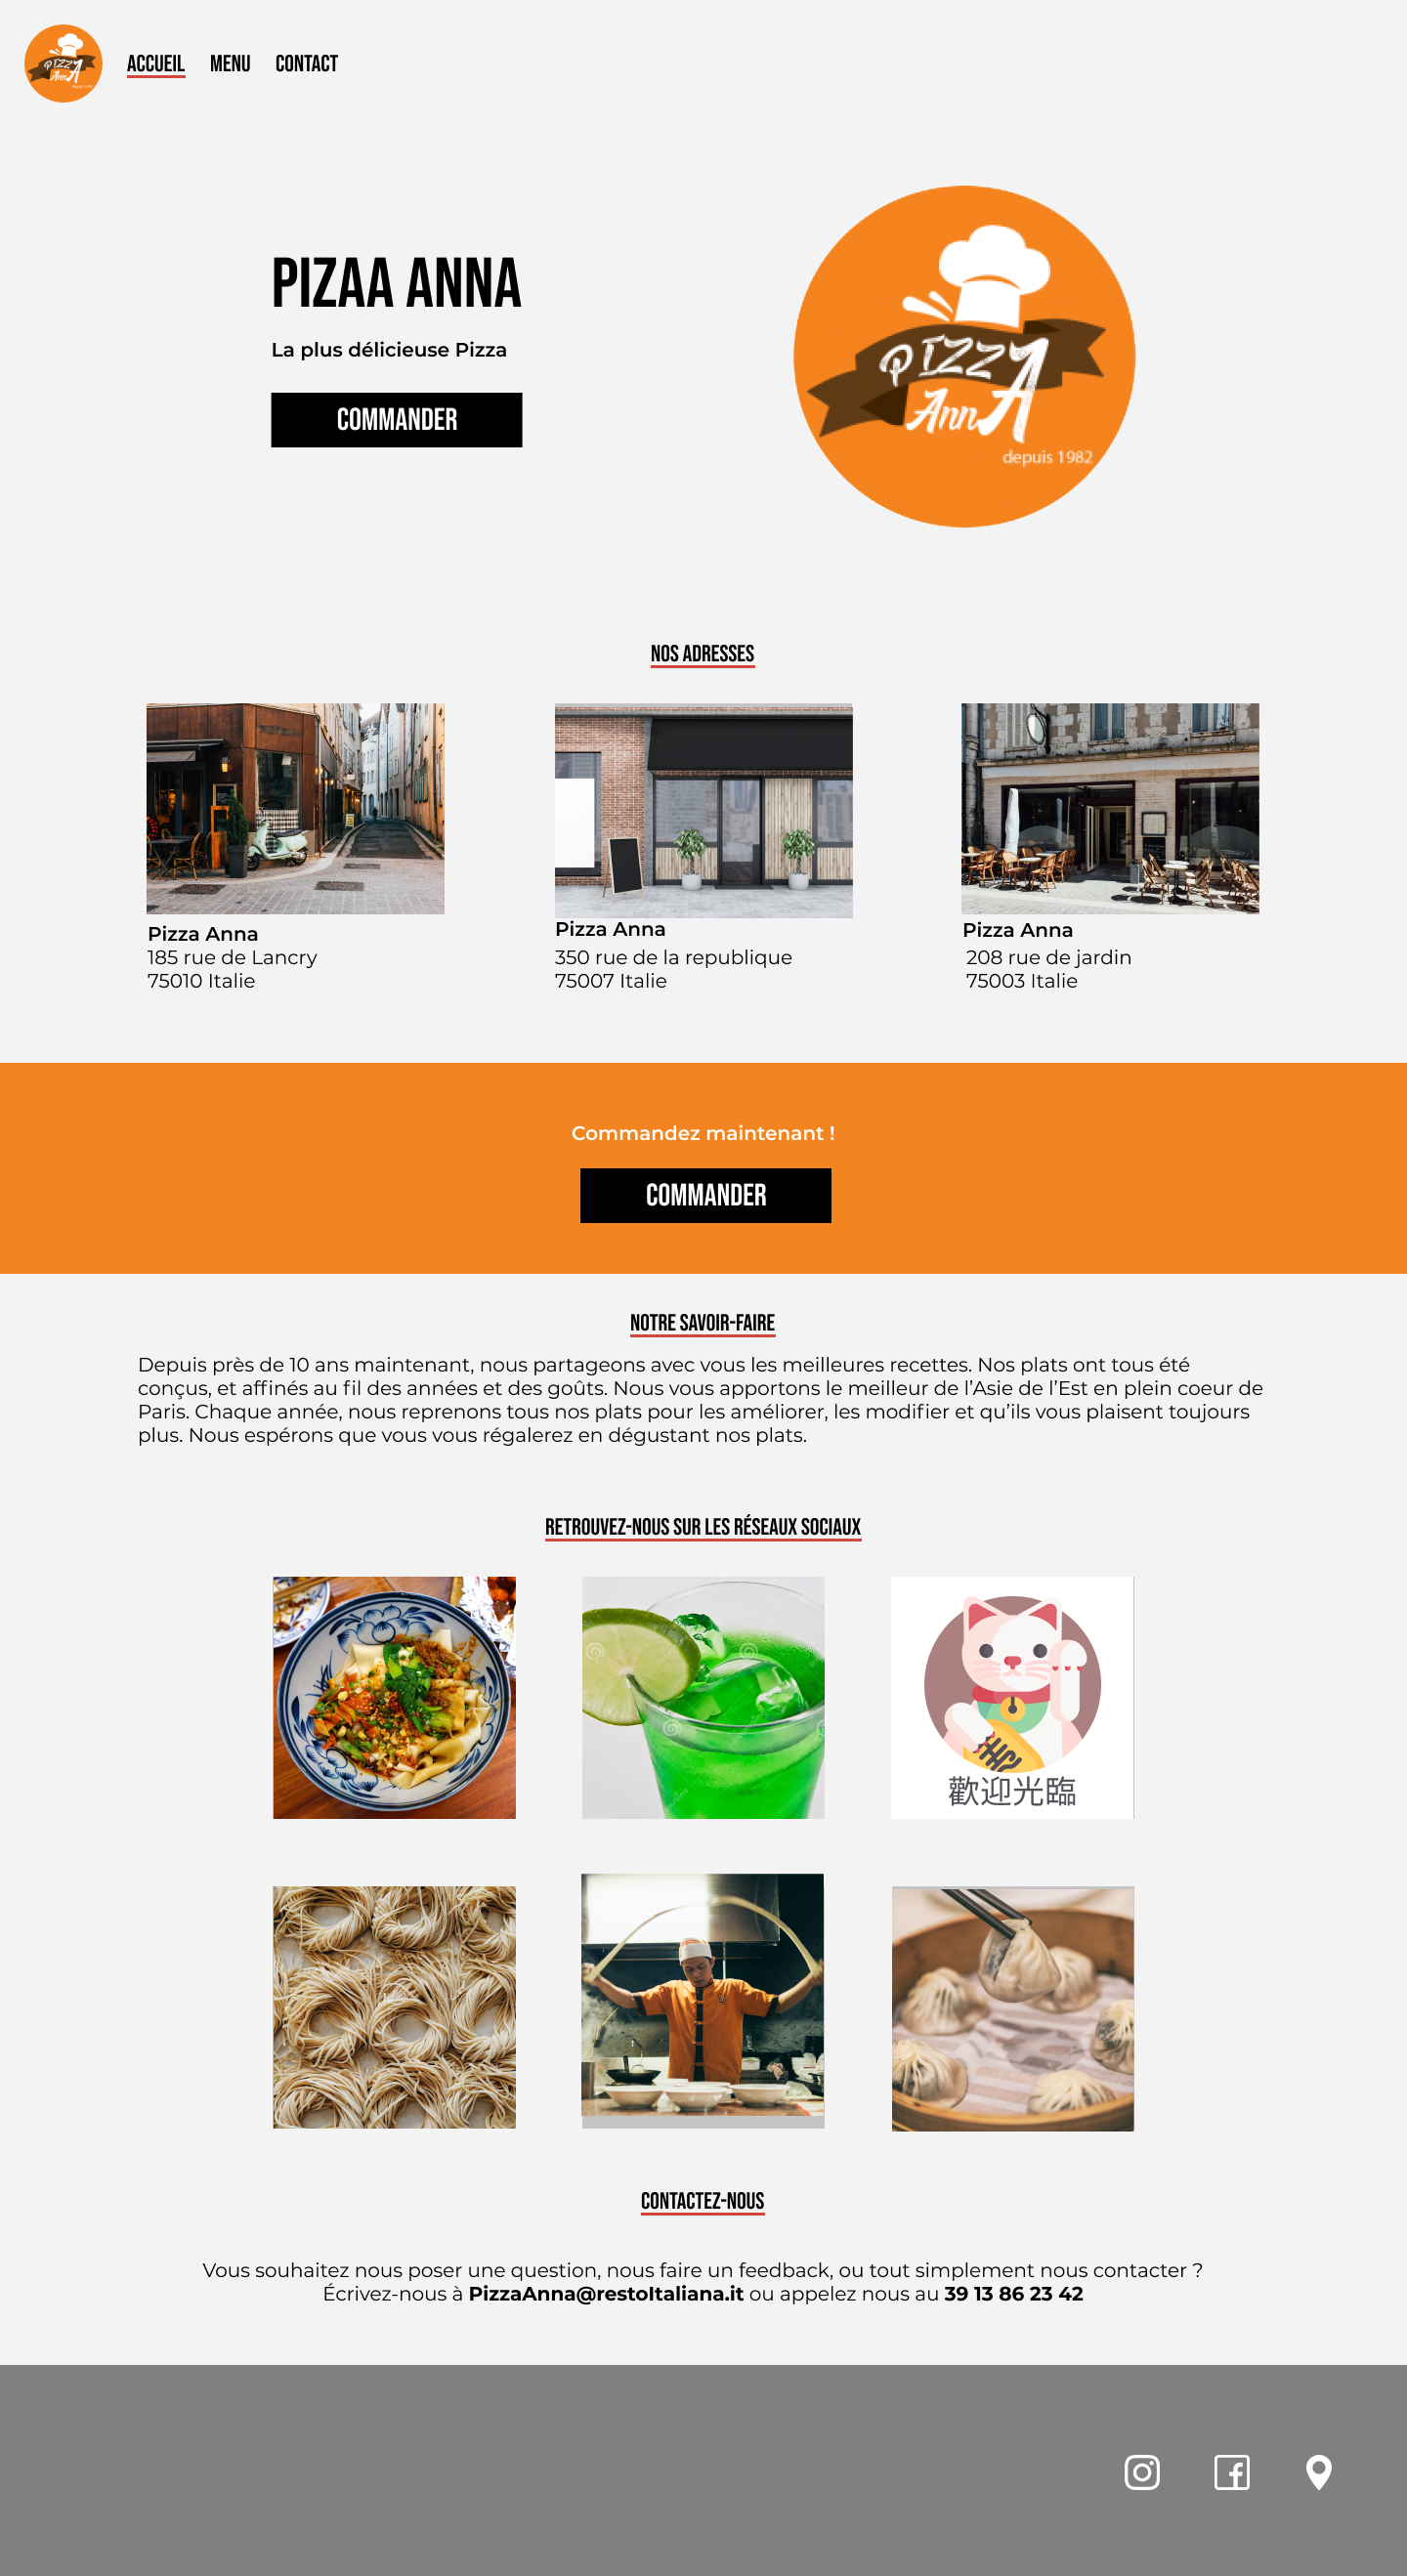 PIZZA
AnnA
depuis 1982
ACCUEIL MENU CONTACT
PIZAA ANNA
La plus délicieuse Pizza
COMMANDER
PIZZA
AnnA
depuis 1982
NOS ADRESSES
Pizza Anna
185 rue de Lancry
75010 Italie
Pizza Anna
350 rue de la republique
75007 Italie
Pizza Anna
208 rue de jardin
75003 Italie
Commandez maintenant !
COMMANDER
NOTRE SAVOIR-FAIRE
Depuis près de 10 ans maintenant, nous partageons avec vous les meilleures recettes. Nos plats ont tous été
conçus, et affinés au fil des années et des goûts. Nous vous apportons le meilleur de l’Asie de l’Est en plein coeur de
Paris. Chaque année, nous reprenons tous nos plats pour les améliorer, les modifier et qu’ils vous plaisent toujours
plus. Nous espérons que vous vous régalerez en dégustant nos plats.
RETROUVEZ-NOUS SUR LES RÉSEAUX SOCIAUX
歡迎光臨
CONTACTEZ-NOUS
Vous souhaitez nous poser une question, nous faire un feedback, ou tout simplement nous contacter ?
Écrivez-nous à PizzaAnna@restoItaliana.it ou appelez nous au 39 13 86 23 42